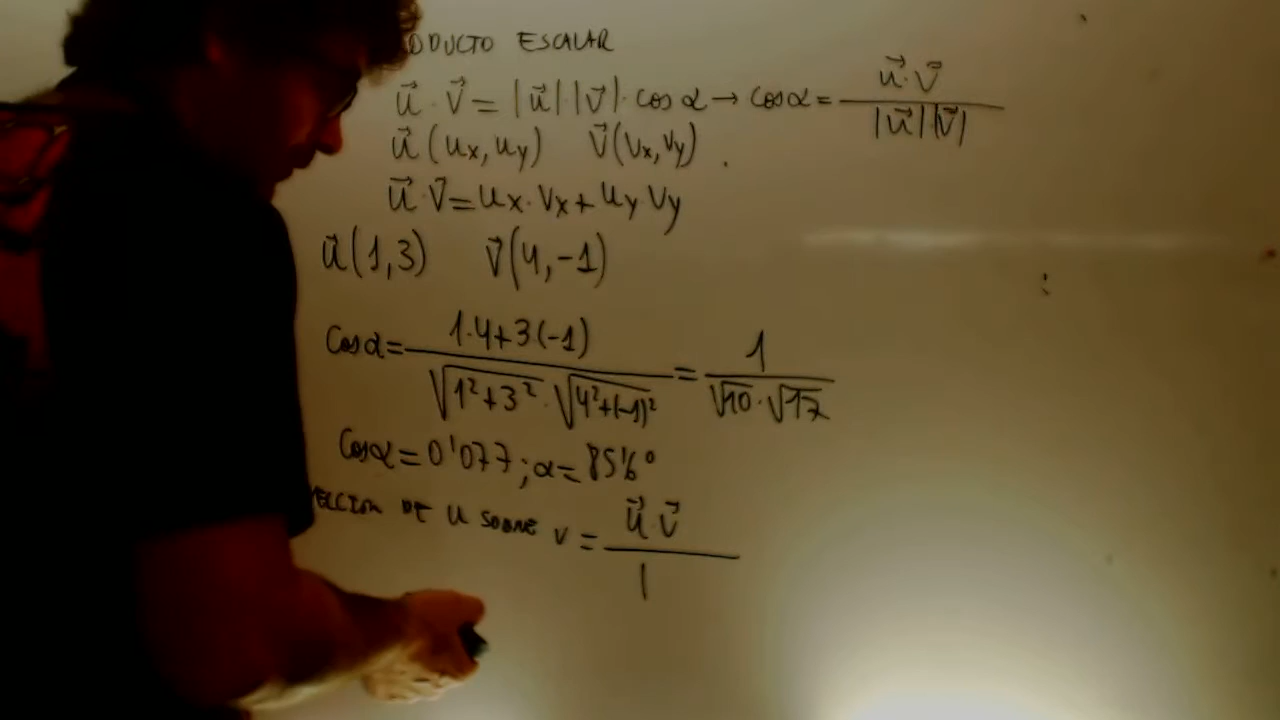 ODUCTO ESCALAR
u⃗ · v⃗ = |u⃗|·|v⃗|· cos α → cos α = u⃗·v⃗ / |u⃗||v⃗|
u⃗ (ux, uy) v⃗(vx, vy) .
u⃗·v⃗ = ux·vx + uy vy
u⃗(1,3) v⃗(4,-1)
cos α = 1·4+3(-1) / √1²+3² · √4²+(-1)² = 1 / √10·√17
cos α = 0'077 ; α = 85'6°
ECCION DE u SOBRE v = u⃗·v⃗ / |